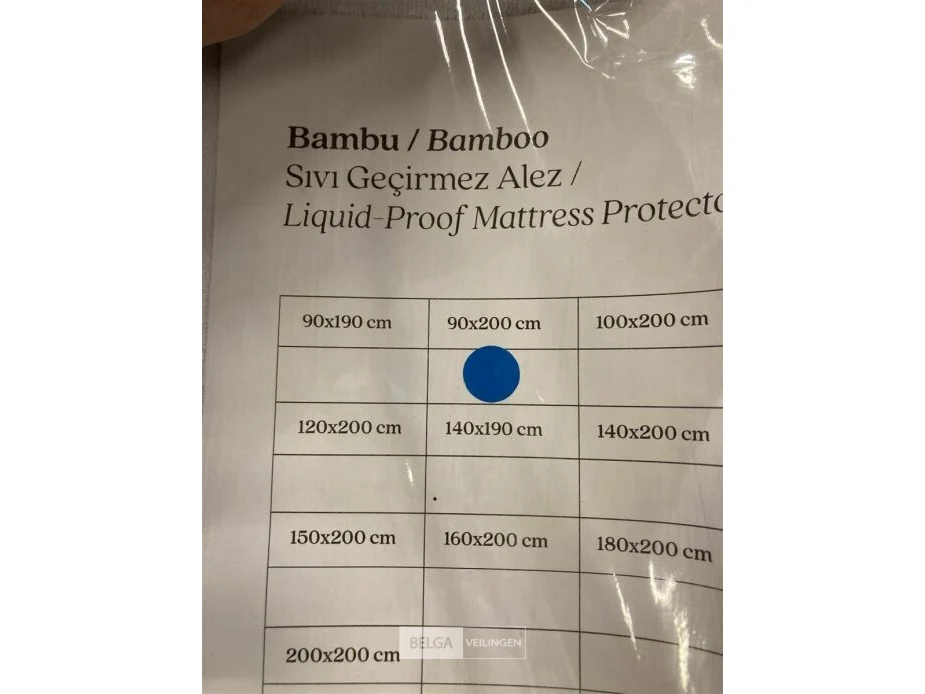 Bambu / Bamboo
Sıvı Geçirmez Alez /
Liquid-Proof Mattress Protecto
90x190 cm 90x200 cm 100x200 cm
120x200 cm 140x190 cm 140x200 cm
150x200 cm 160x200 cm 180x200 cm
200x200 cm
BELGA VEILINGEN